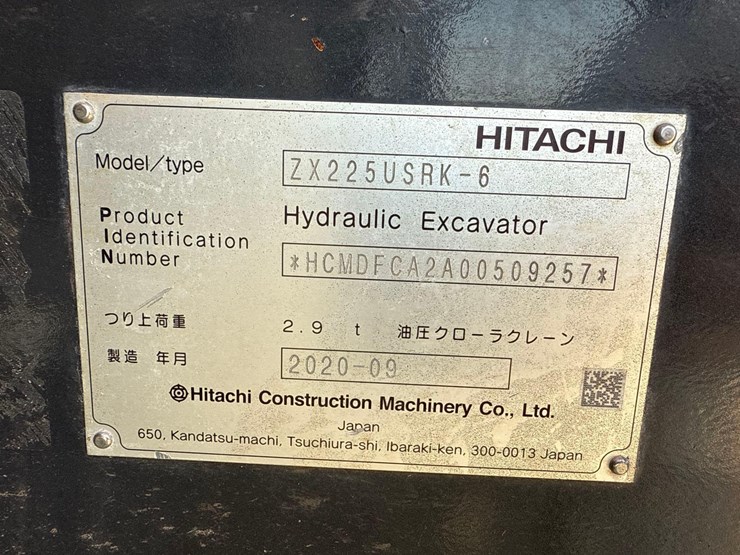 HITACHI
Model/type ZX225USRK-6
Product Identification Number
Hydraulic Excavator
*HCMDFCA2A00509257*
つり上荷重 2.9 t 油圧クローラクレーン
製造 年月 2020-09
Hitachi Construction Machinery Co., Ltd.
Japan
650, Kandatsu-machi, Tsuchiura-shi, Ibaraki-ken, 300-0013 Japan